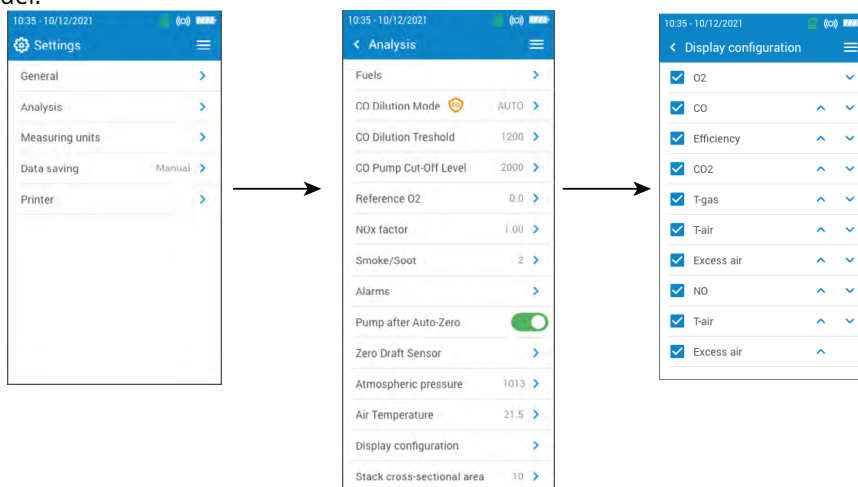 del.
10:35 - 10/12/2021
Settings
General
Analysis
Measuring units
Data saving Manual
Printer
10:35 - 10/12/2021
Analysis
Fuels
CO Dilution Mode CO AUTO
CO Dilution Treshold 1200
CO Pump Cut-Off Level 2000
Reference O2 0.0
NOx factor 1.00
Smoke/Soot 2
Alarms
Pump after Auto-Zero
Zero Draft Sensor
Atmospheric pressure 1013
Air Temperature 21.5
Display configuration
Stack cross-sectional area 10
10:35 - 10/12/2021
Display configuration
O2
CO
Efficiency
CO2
T-gas
T-air
Excess air
NO
T-air
Excess air